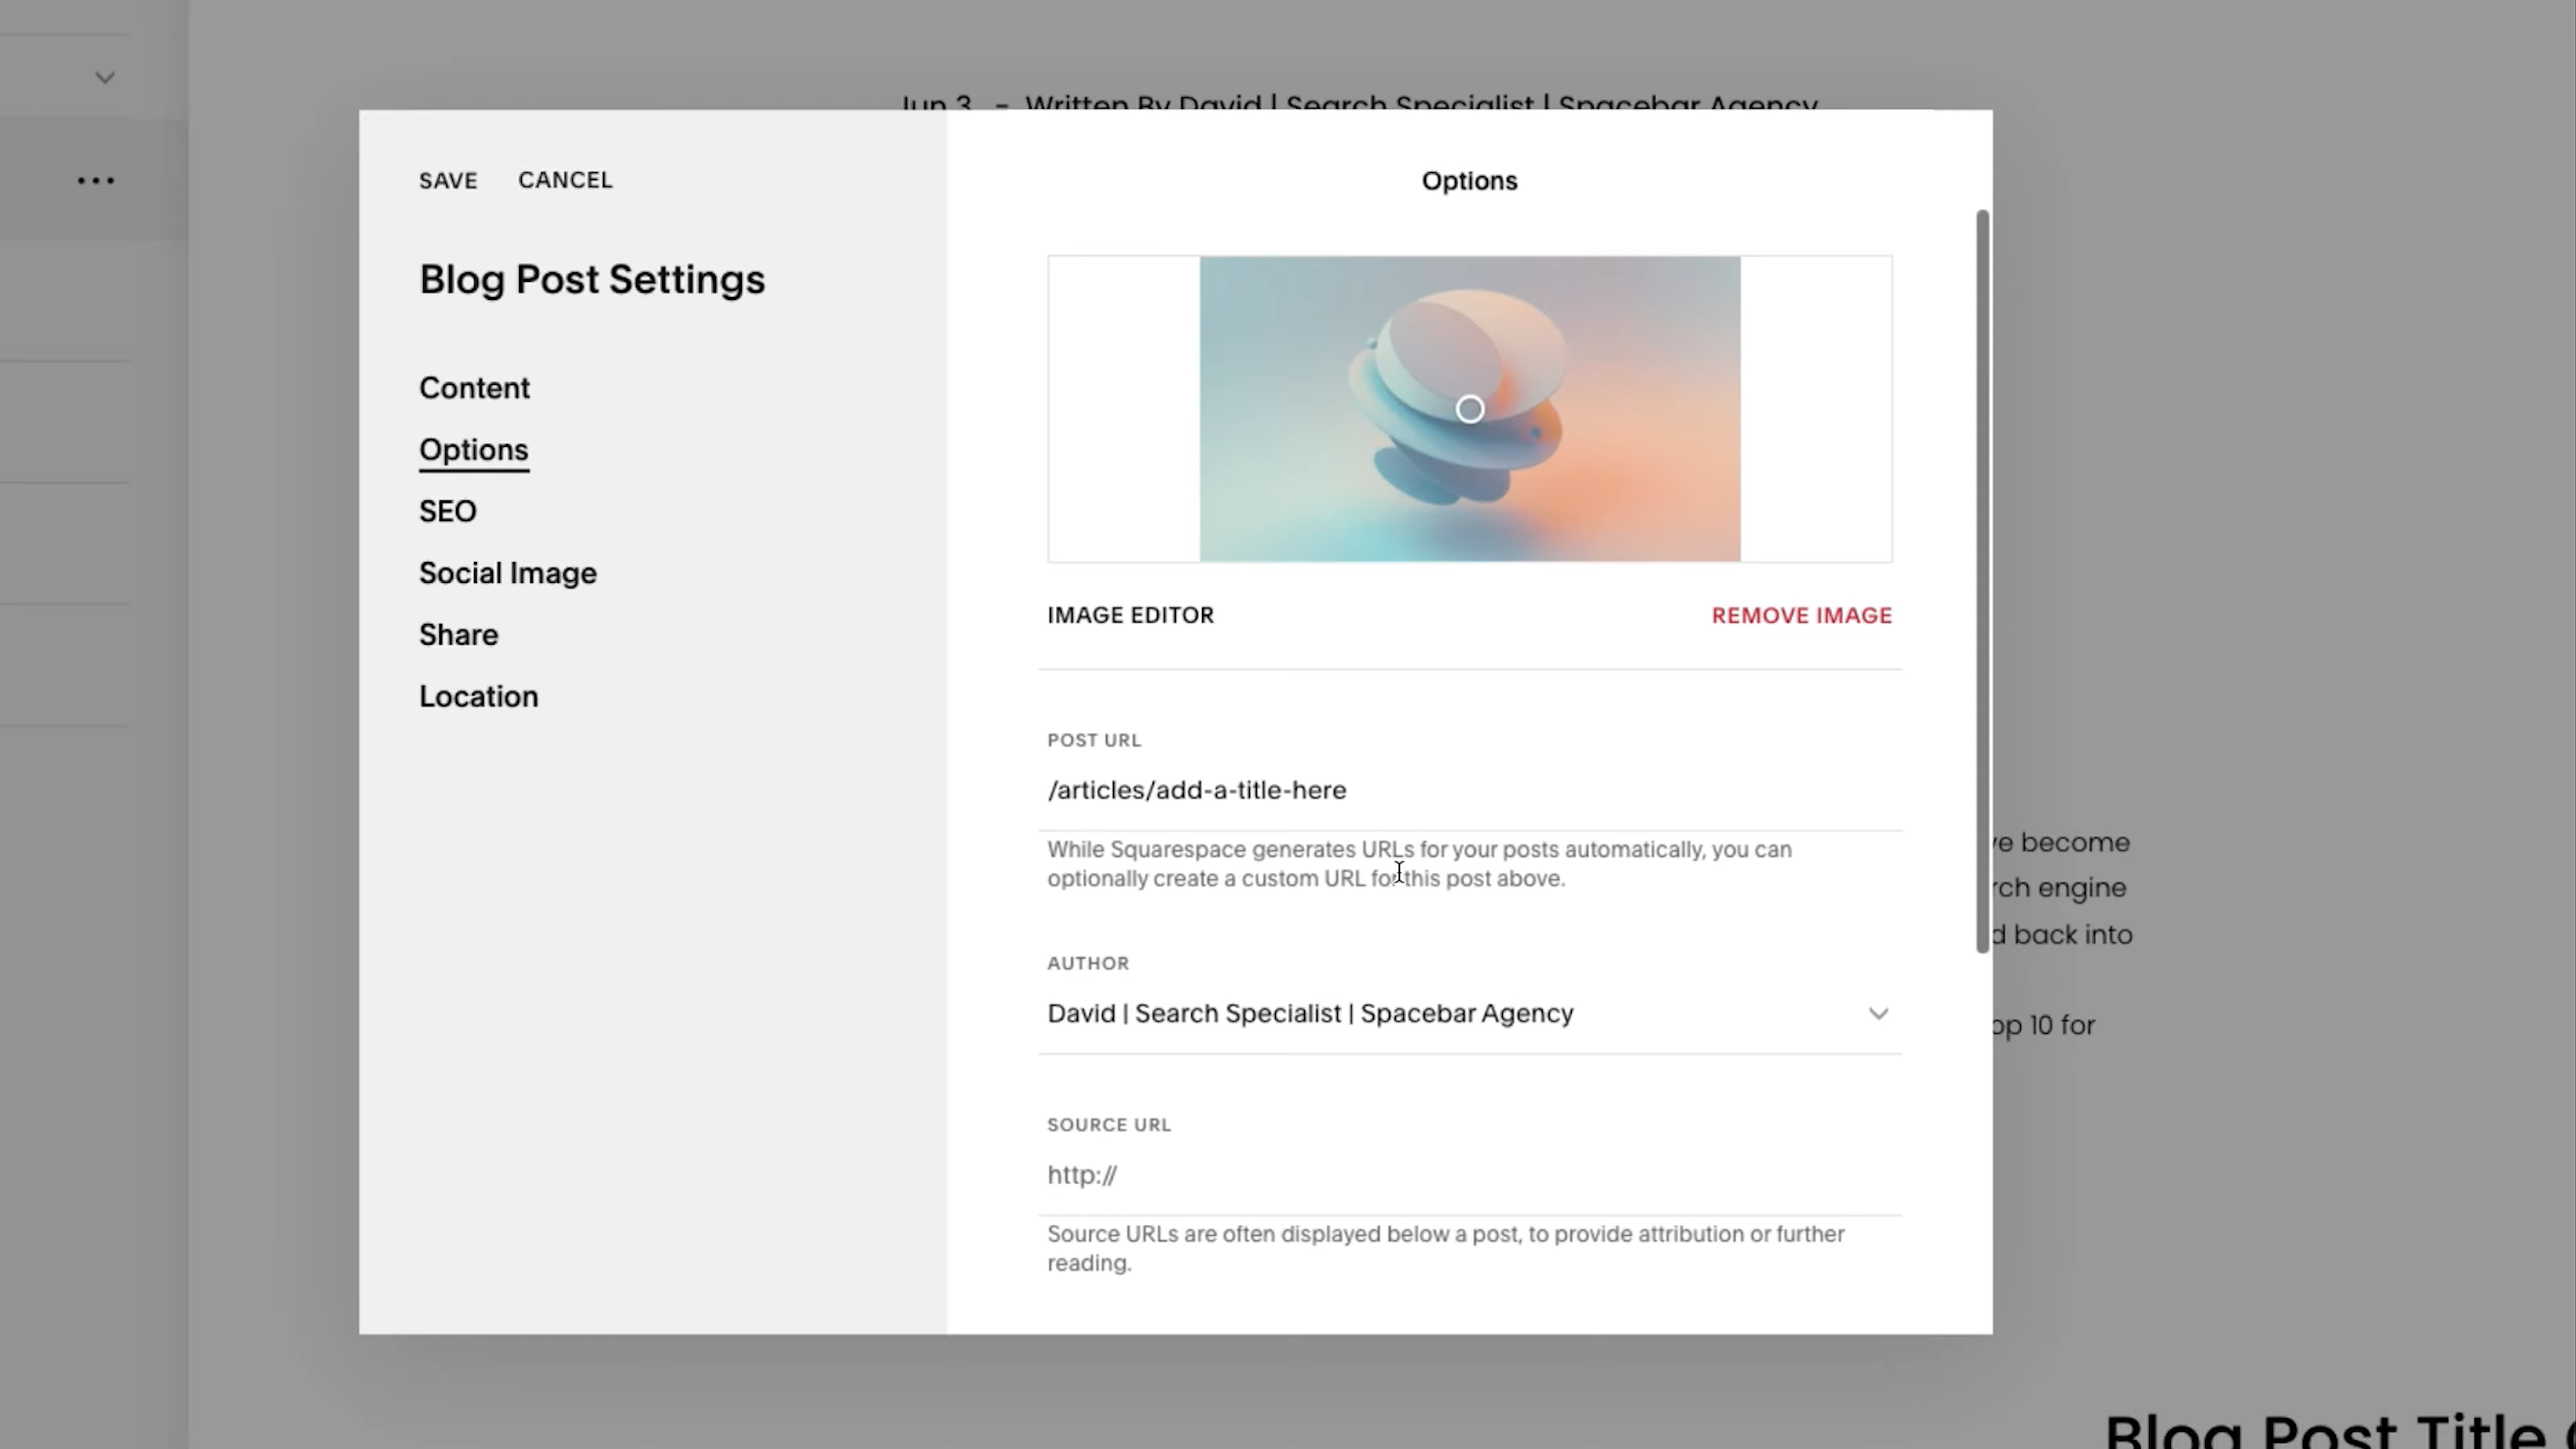 Jun 3 – Written By David | Search Specialist | Spacebar Agency
SAVE CANCEL
Blog Post Settings
Content
Options
SEO
Social Image
Share
Location
Options
IMAGE EDITOR
REMOVE IMAGE
POST URL
/articles/add-a-title-here
While Squarespace generates URLs for your posts automatically, you can
optionally create a custom URL for this post above.
AUTHOR
David | Search Specialist | Spacebar Agency
SOURCE URL
http://
Source URLs are often displayed below a post, to provide attribution or further
reading.
become
engine
back into
10 for
Blog Post Title